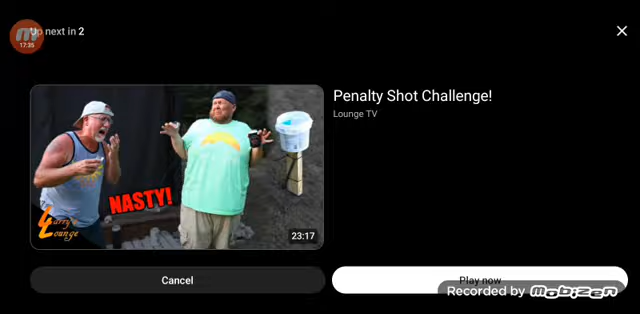 Up next in 2
17:35
Penalty Shot Challenge!
Lounge TV
NASTY!
Larry's
Lounge
23:17
Cancel
Play now
Recorded by mobizen